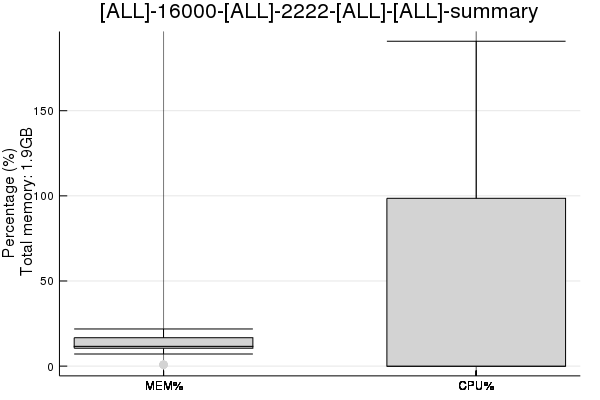 [ALL]-16000-[ALL]-2222-[ALL]-[ALL]-summary
Percentage (%)
Total memory: 1.9GB
150
100
50
0
MEM%
CPU%